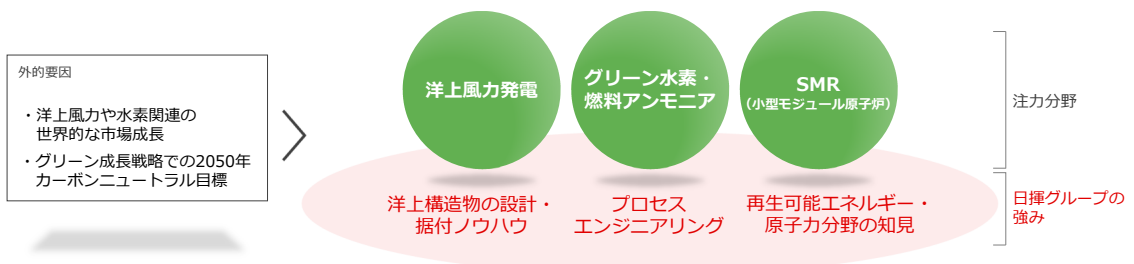 外的要因
・洋上風力や水素関連の
世界的な市場成長
・グリーン成長戦略での2050年
カーボンニュートラル目標
洋上風力発電
グリーン水素・
燃料アンモニア
SMR
(小型モジュール原子炉)
注力分野
洋上構造物の設計・
据付ノウハウ
プロセス
エンジニアリング
再生可能エネルギー・
原子力分野の知見
日揮グループの
強み